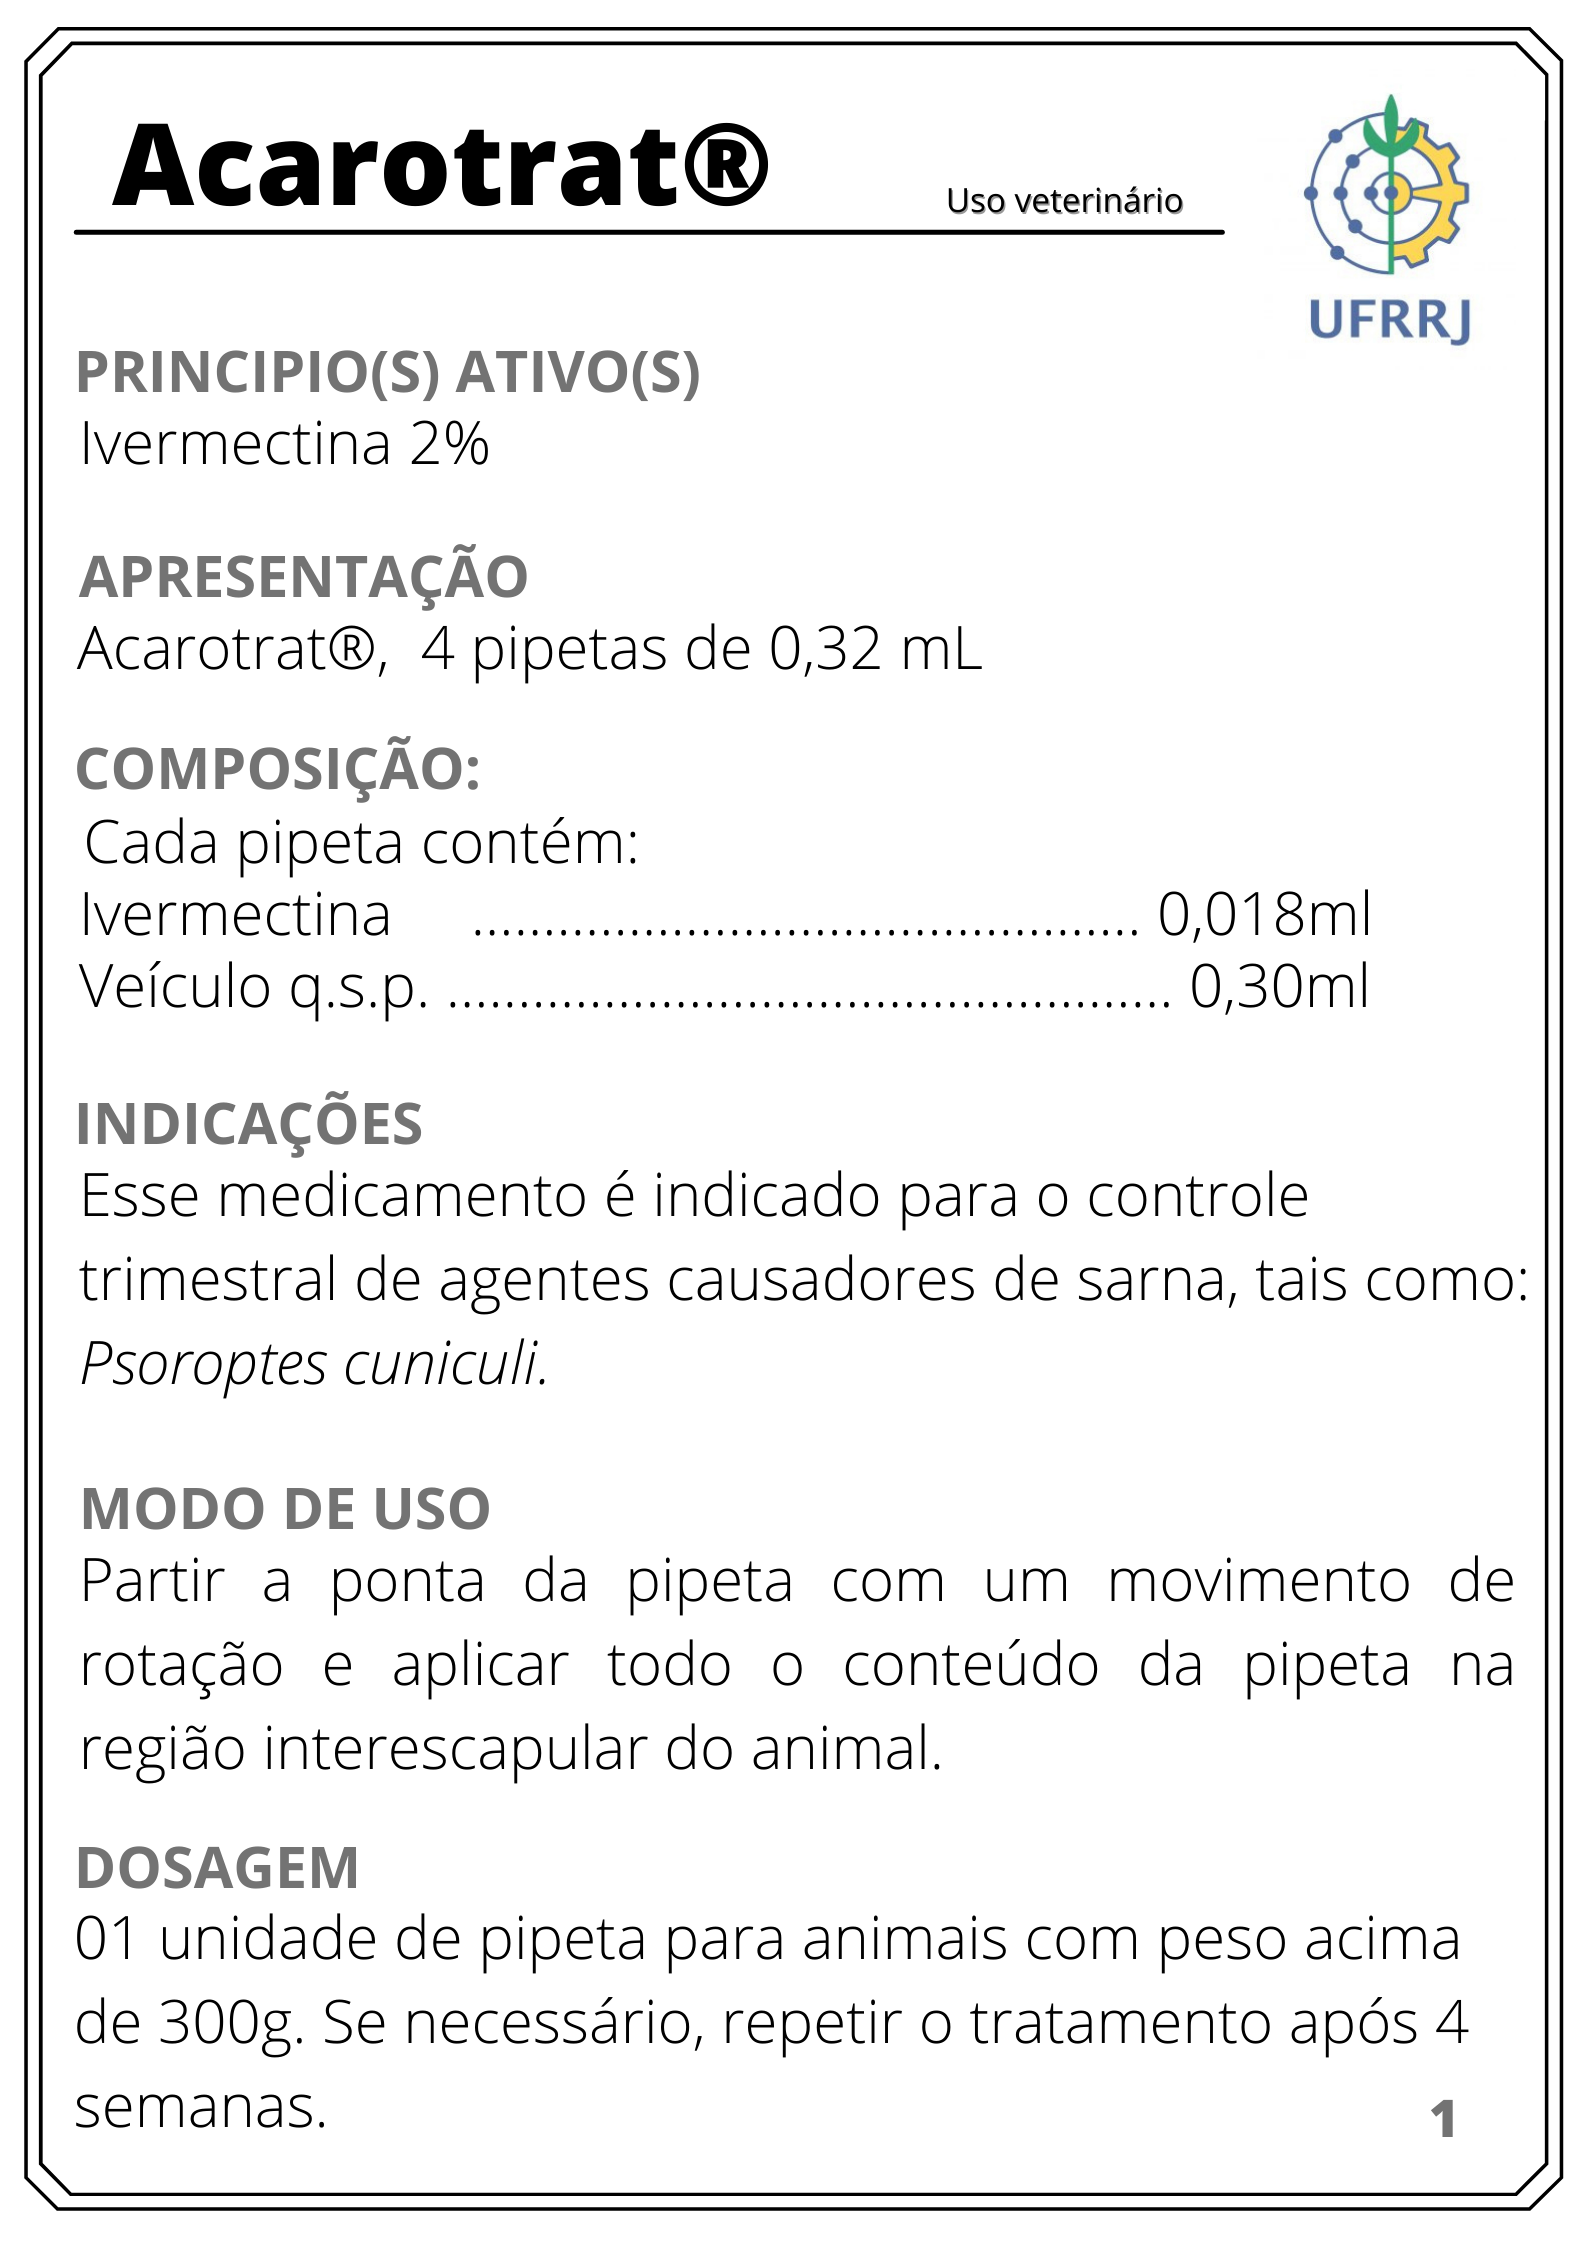 Acarotrat®
Uso veterinário
UFRRJ
PRINCIPIO(S) ATIVO(S)
Ivermectina 2%
APRESENTAÇÃO
Acarotrat®,  4 pipetas de 0,32 mL
COMPOSIÇÃO:
Cada pipeta contém:
Ivermectina ............................................... 0,018ml
Veículo q.s.p. ................................................... 0,30ml
INDICAÇÕES
Esse medicamento é indicado para o controle
trimestral de agentes causadores de sarna, tais como:
Psoroptes cuniculi.
MODO DE USO
Partir a ponta da pipeta com um movimento de
rotação e aplicar todo o conteúdo da pipeta na
região interescapular do animal.
DOSAGEM
01 unidade de pipeta para animais com peso acima
de 300g. Se necessário, repetir o tratamento após 4
semanas.
1